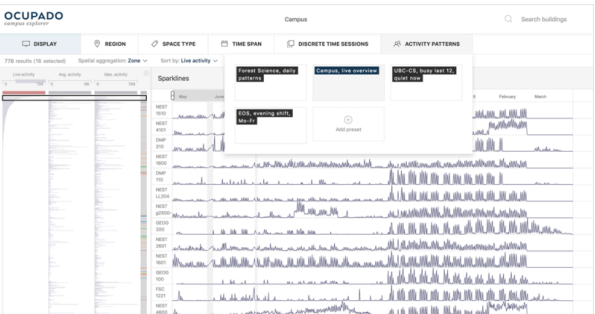 OCUPADO
campus explorer
Campus
Search buildings
DISPLAY
REGION
SPACE TYPE
TIME SPAN
DISCRETE TIME SESSIONS
ACTIVITY PATTERNS
778 results (16 selected)
Spatial aggregation: Zone
Sort by: Live activity
Live activity
Avg. activity
Max. activity
Sparklines
Forest Science, daily
patterns
Campus, live overview
UBC-CS, busy last 12,
quiet now
EOS, evening shift,
Mo-Fr
Add preset
May
June
February
March
NEST
1510
NEST
4101
DMP
310
NEST
1600
DMP
110
NEST
LL204
NEST
g2000
GEOG
200
NEST
2601
NEST
1601
GEOG
100
FSC
1221
NEST